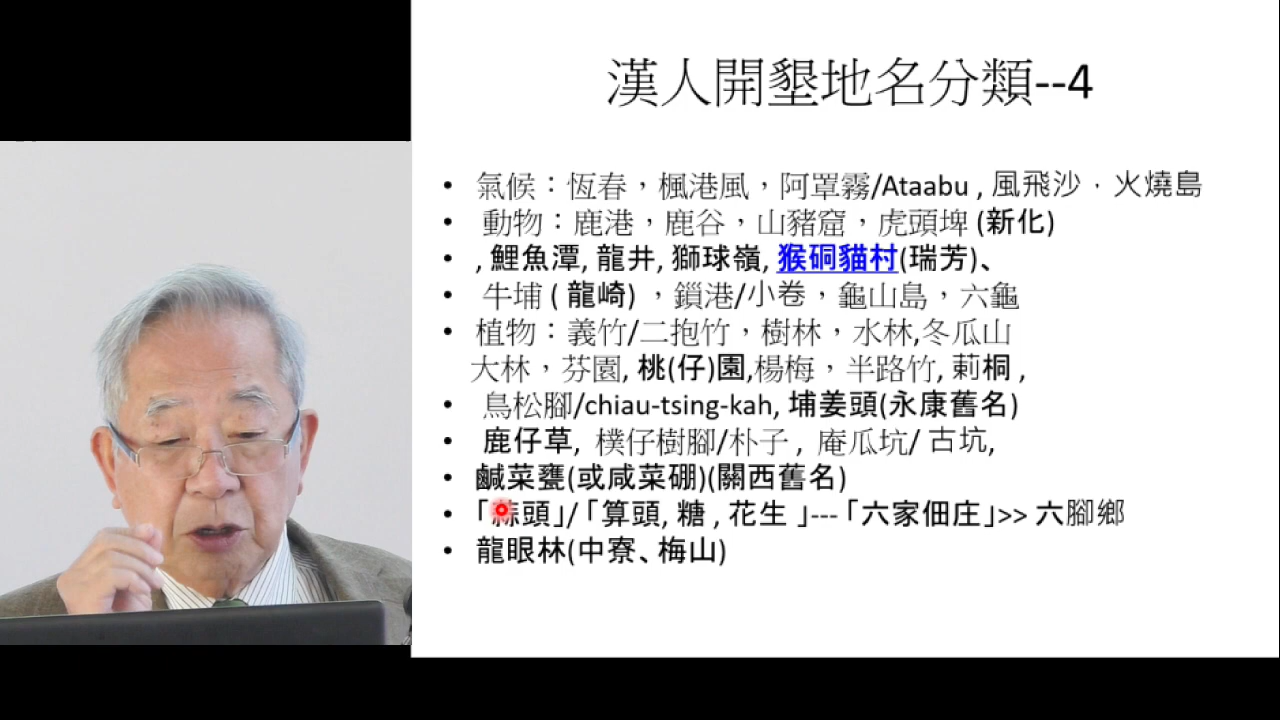 漢人開墾地名分類--4
• 氣候：恆春，楓港風，阿罩霧/Ataabu , 風飛沙．火燒島
• 動物：鹿港，鹿谷，山豬窟，虎頭埤 (新化)
• , 鯉魚潭, 龍井, 獅球嶺, 猴硐貓村(瑞芳)、
• 牛埔 ( 龍崎) ，鎖港/小卷，龜山島，六龜
• 植物：義竹/二抱竹，樹林，水林,冬瓜山
大林，芬園, 桃(仔)園,楊梅，半路竹, 莿桐 ,
• 鳥松腳/chiau-tsing-kah, 埔姜頭(永康舊名)
• 鹿仔草, 樸仔樹腳/朴子 , 庵瓜坑/ 古坑,
• 鹹菜甕(或咸菜硼)(關西舊名)
• 「蒜頭」/ 「算頭, 糖 , 花生 」---「六家佃庄」>> 六腳鄉
• 龍眼林(中寮、梅山)